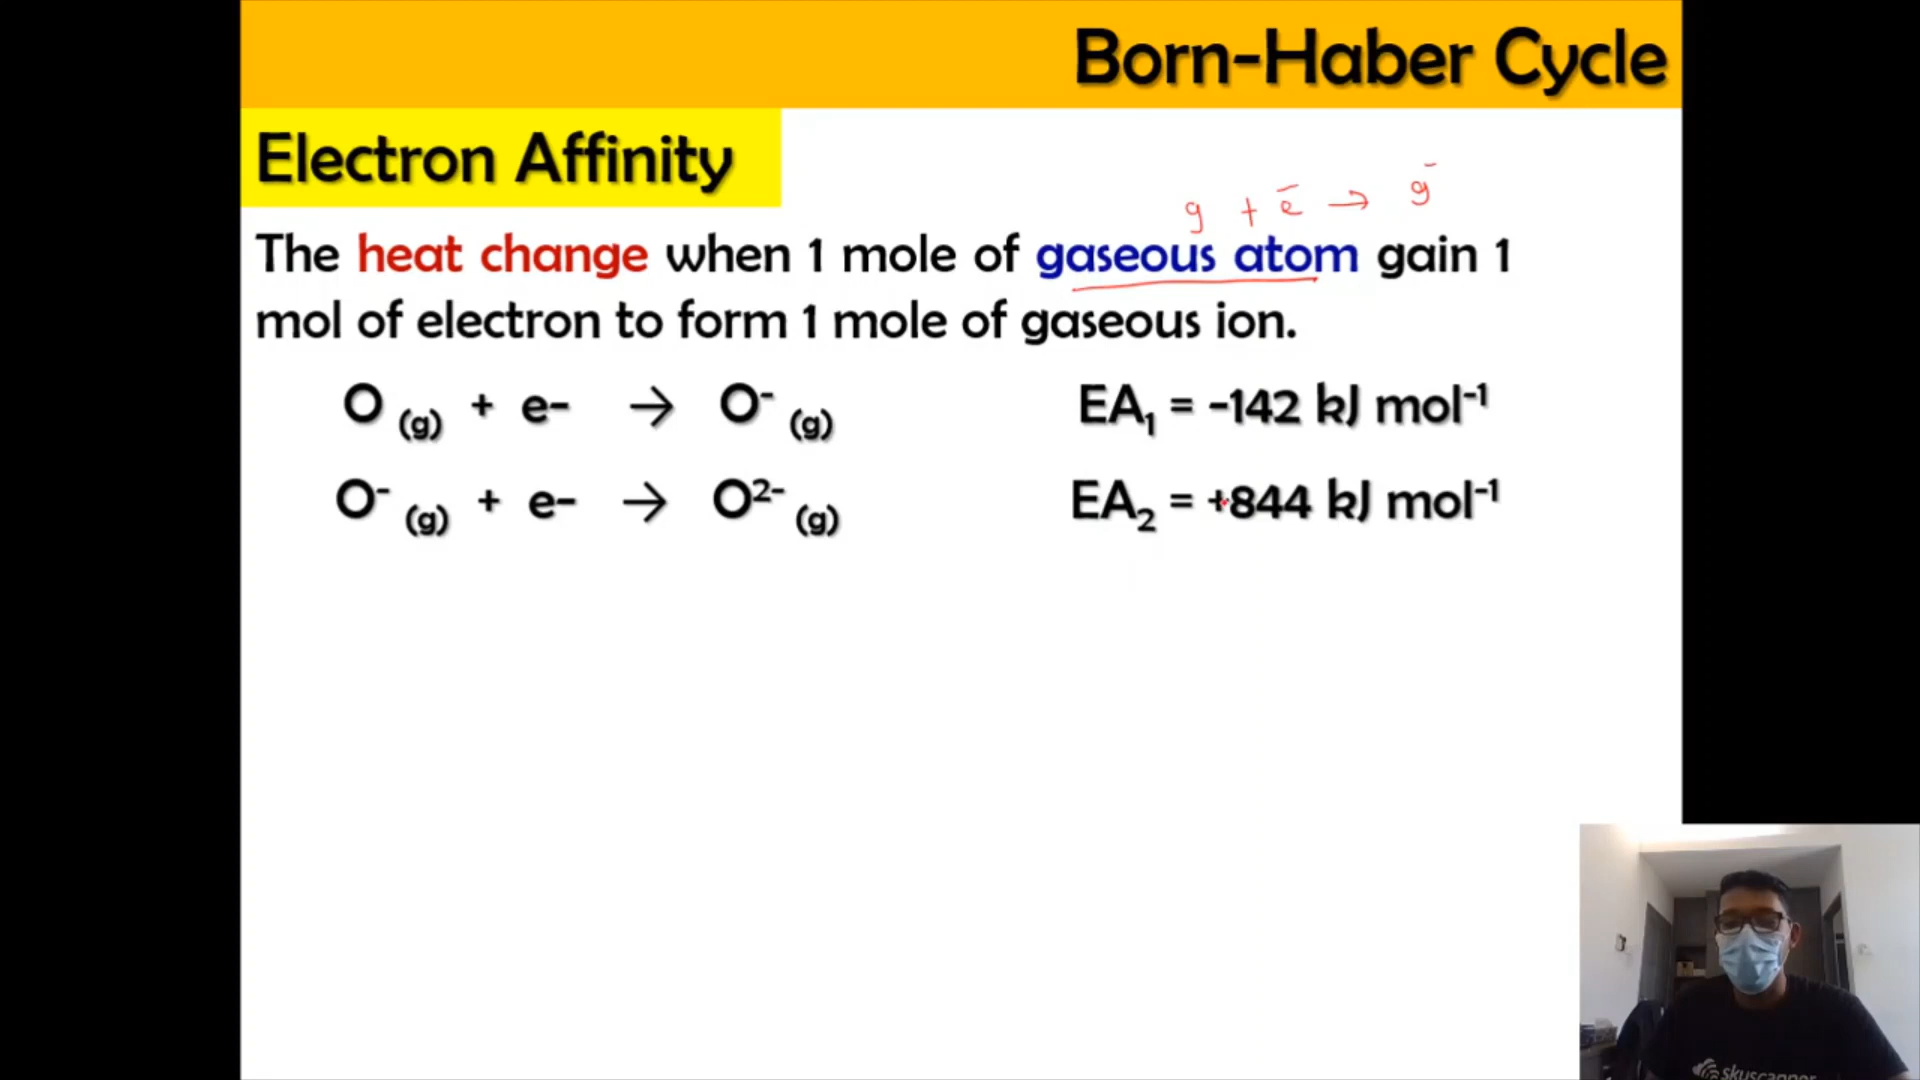 Born-Haber Cycle
Electron Affinity
g + e⁻ → g⁻
The heat change when 1 mole of gaseous atom gain 1
mol of electron to form 1 mole of gaseous ion.
O (g) + e- → O⁻ (g) EA₁ = -142 kJ mol⁻¹
O⁻ (g) + e- → O²⁻ (g) EA₂ = +844 kJ mol⁻¹
skyscanner